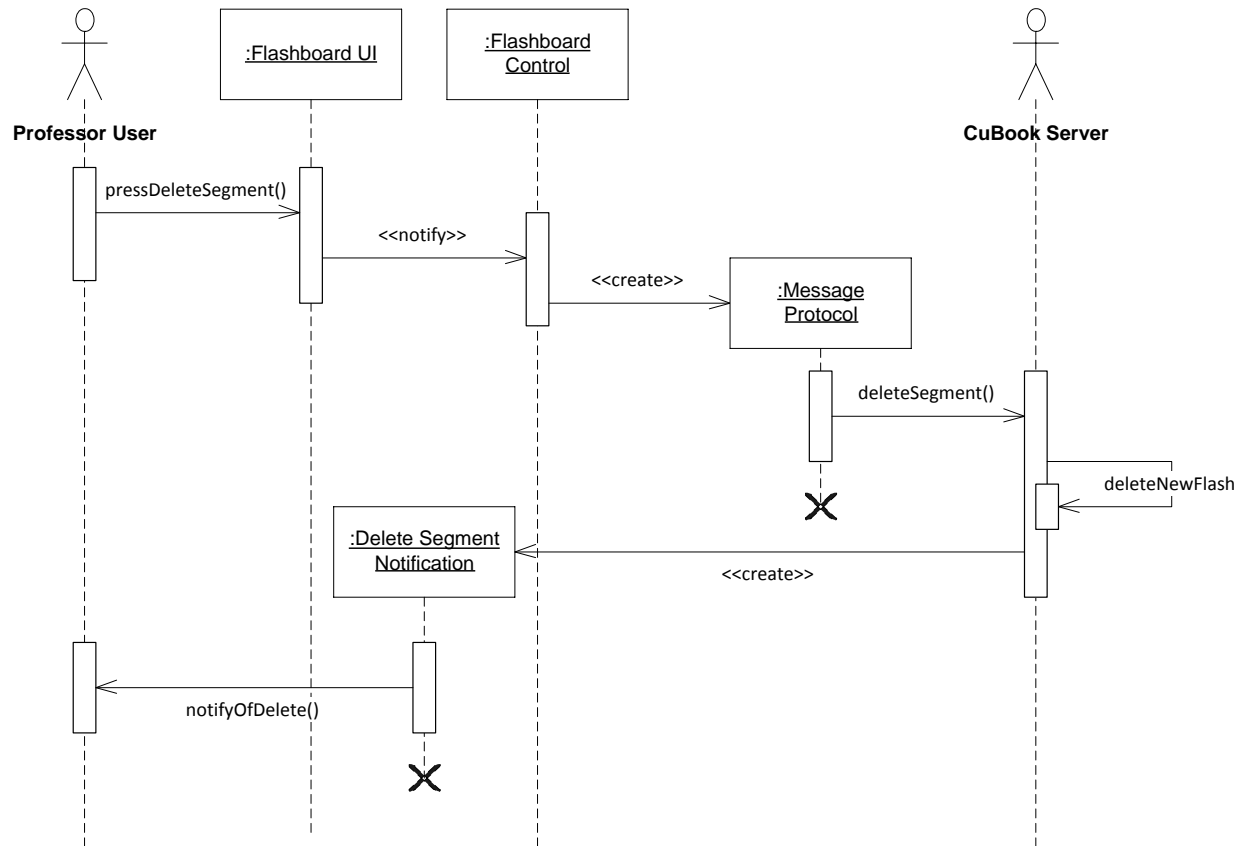 :Flashboard UI
:Flashboard
Control
Professor User
CuBook Server
pressDeleteSegment()
<<notify>>
<<create>>
:Message
Protocol
deleteSegment()
deleteNewFlash
:Delete Segment
Notification
<<create>>
notifyOfDelete()